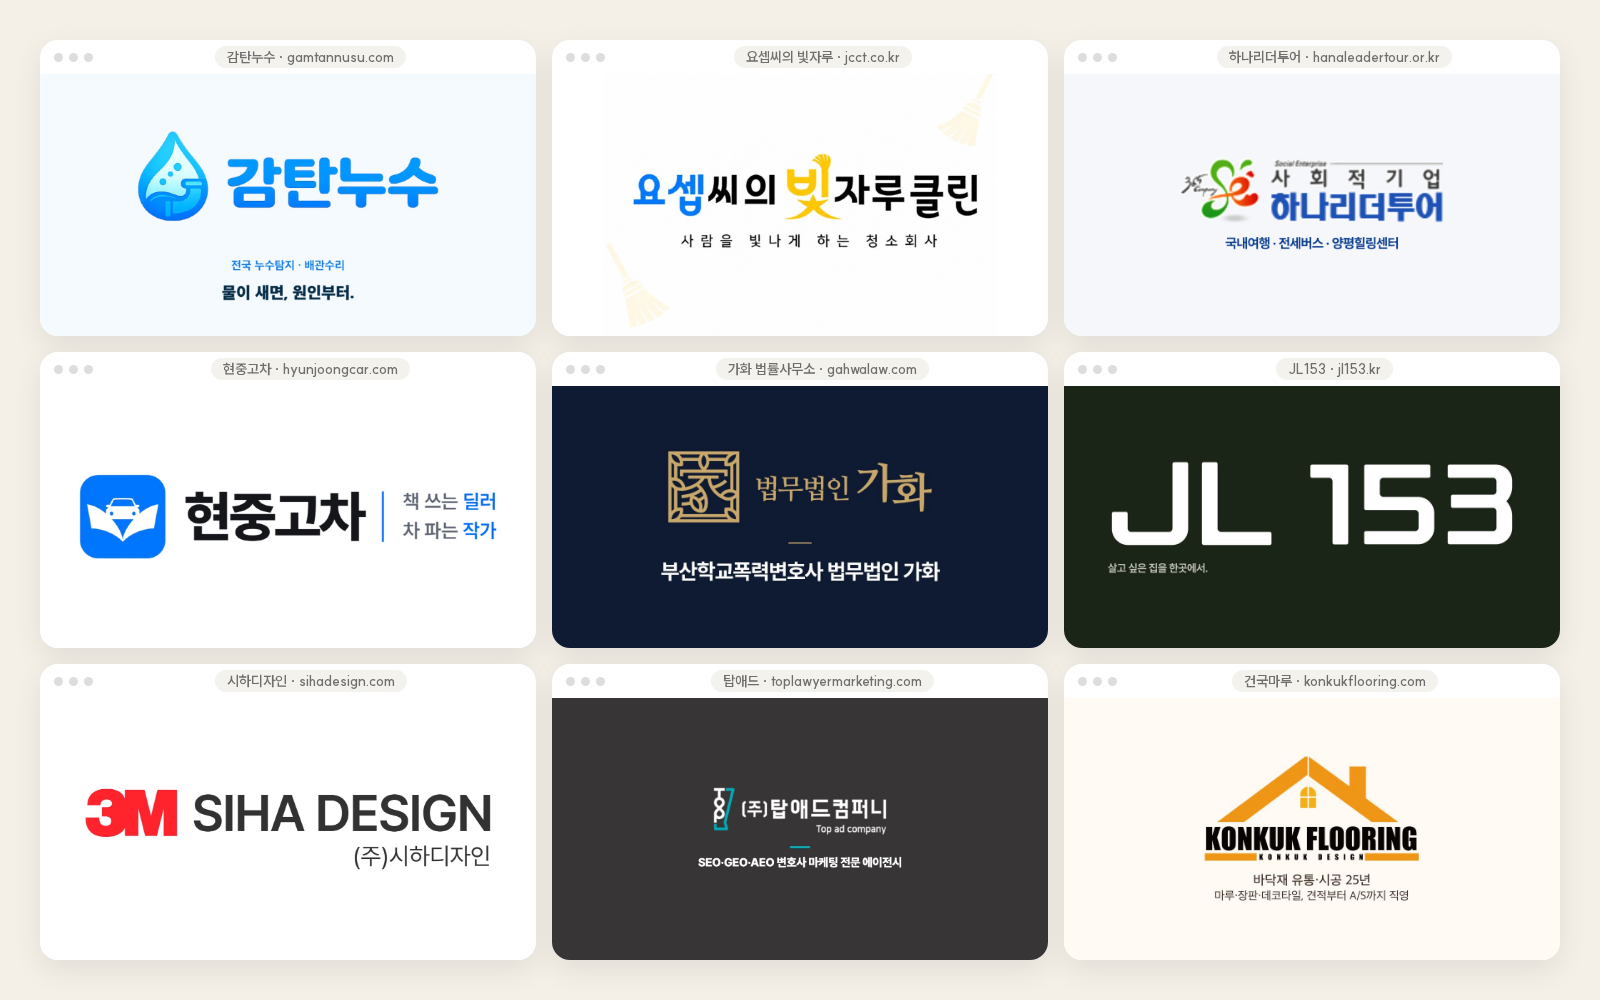 감탄누수 · gamtannusu.com
감탄누수
전국 누수탐지 · 배관수리
물이 새면, 원인부터.
요셉씨의 빛자루 · jcct.co.kr
요셉씨의 빛자루클린
사람을 빛나게 하는 청소회사
하나리더투어 · hanaleadertour.or.kr
365 Company
Social Enterprise
사회적기업
하나리더투어
국내여행 · 전세버스 · 양평힐링센터
현중고차 · hyunjoongcar.com
현중고차
책 쓰는 딜러
차 파는 작가
가화 법률사무소 · gahwalaw.com
법무법인 가화
부산학교폭력변호사 법무법인 가화
JL153 · jl153.kr
JL 153
살고 싶은 집을 한곳에서.
시하디자인 · sihadesign.com
3M SIHA DESIGN
(주)시하디자인
탑애드 · toplawyermarketing.com
TOP
(주)탑애드컴퍼니
Top ad company
SEO·GEO·AEO 변호사 마케팅 전문 에이전시
건국마루 · konkukflooring.com
KONKUK FLOORING
KONKUK DESIGN
바닥재 유통·시공 25년
마루·장판·데코타일, 견적부터 A/S까지 직영